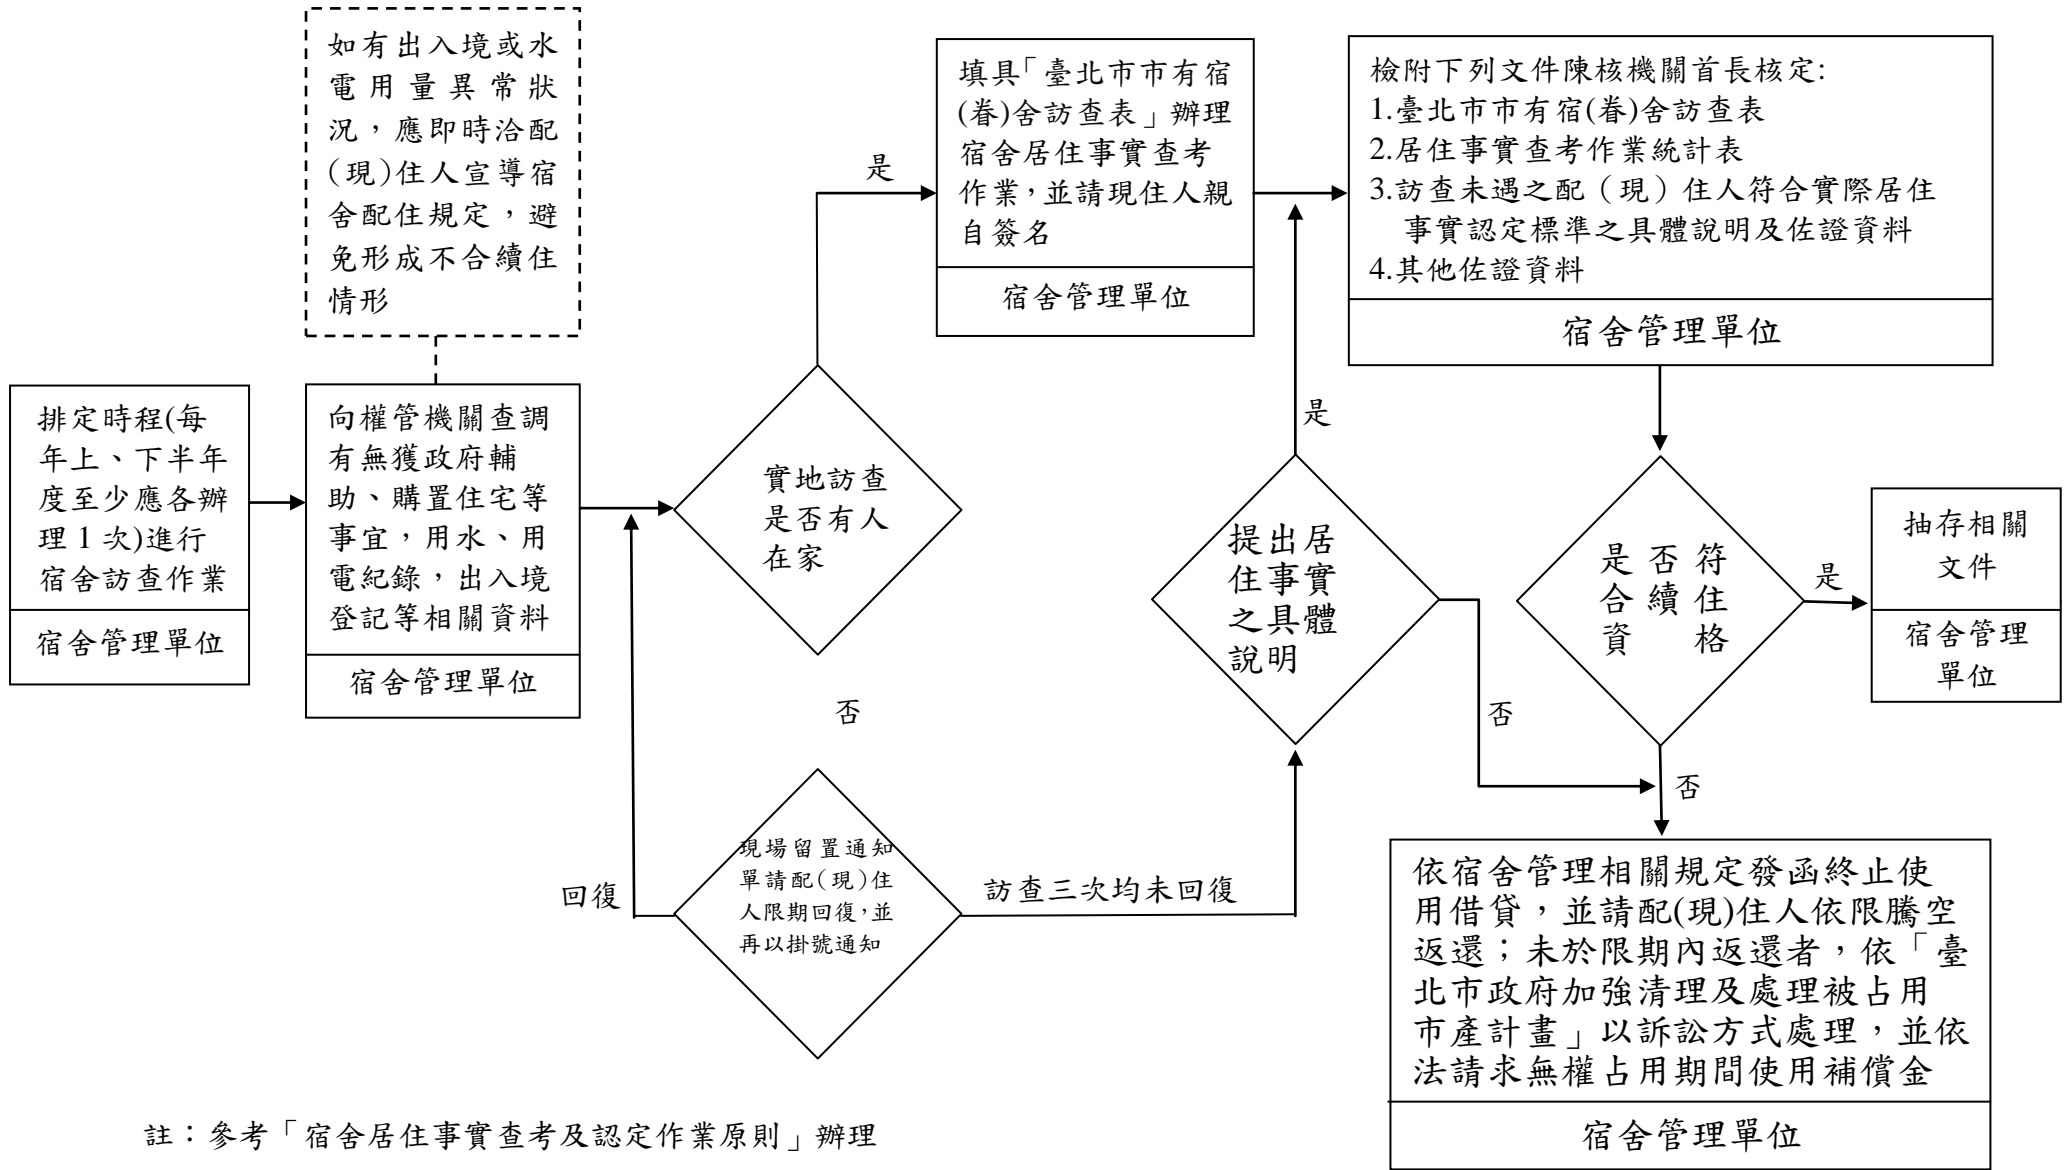 如有出入境或水
電用量異常狀
況，應即時洽配
(現)住人宣導宿
舍配住規定，避
免形成不合續住
情形
排定時程(每
年上、下半年
度至少應各辦
理 1 次)進行
宿舍訪查作業
宿舍管理單位
向權管機關查調
有無獲政府輔
助、購置住宅等
事宜，用水、用
電紀錄，出入境
登記等相關資料
宿舍管理單位
實地訪查
是否有人
在家
是
填具「臺北市市有宿
(眷)舍訪查表」辦理
宿舍居住事實查考
作業，並請現住人親
自簽名
宿舍管理單位
否
現場留置通知
單請配(現)住
人限期回復，並
再以掛號通知
回復
訪查三次均未回復
提出居
住事實
之具體
說明
是
否
檢附下列文件陳核機關首長核定:
1.臺北市市有宿(眷)舍訪查表
2.居住事實查考作業統計表
3.訪查未遇之配（現）住人符合實際居住
事實認定標準之具體說明及佐證資料
4.其他佐證資料
宿舍管理單位
是否符
合續住
資格
是
抽存相關
文件
宿舍管理
單位
否
依宿舍管理相關規定發函終止使
用借貸，並請配(現)住人依限騰空
返還；未於限期內返還者，依「臺
北市政府加強清理及處理被占用
市產計畫」以訴訟方式處理，並依
法請求無權占用期間使用補償金
宿舍管理單位
註：參考「宿舍居住事實查考及認定作業原則」辦理